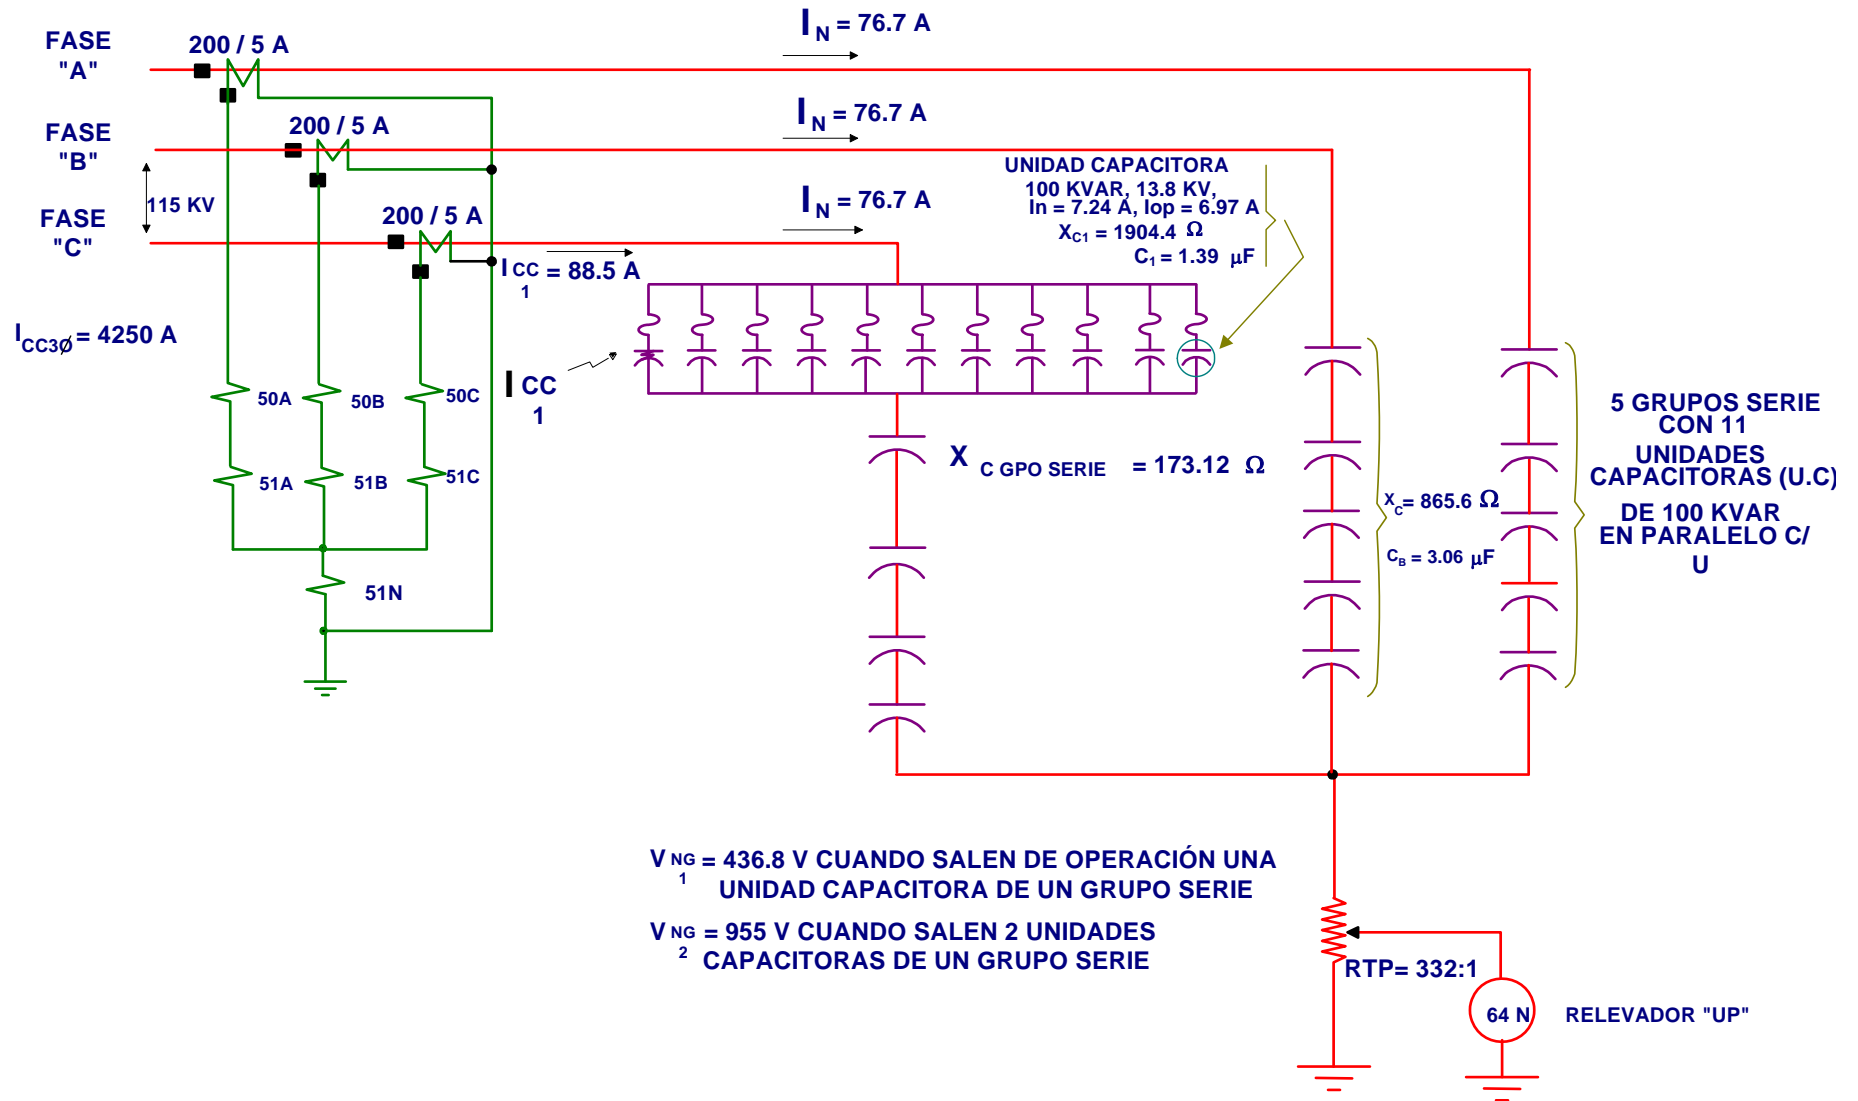 FASE
"A"
200 / 5 A
I N = 76.7 A
FASE
"B"
200 / 5 A
I N = 76.7 A
115 KV
FASE
"C"
200 / 5 A
I N = 76.7 A
I CC 1 = 88.5 A
UNIDAD CAPACITORA
100 KVAR, 13.8 KV,
In = 7.24 A, Iop = 6.97 A
XC1 = 1904.4 Ω
C1 = 1.39 µF
ICC3Ø = 4250 A
I CC
1
50A
50B
50C
51A
51B
51C
51N
X C GPO SERIE = 173.12 Ω
XC= 865.6 Ω
CB = 3.06 µF
5 GRUPOS SERIE
CON 11
UNIDADES
CAPACITORAS (U.C)
DE 100 KVAR
EN PARALELO C/
U
V NG 1 = 436.8 V CUANDO SALEN DE OPERACIÓN UNA
UNIDAD CAPACITORA DE UN GRUPO SERIE
V NG 2 = 955 V CUANDO SALEN 2 UNIDADES
CAPACITORAS DE UN GRUPO SERIE
RTP= 332:1
64 N
RELEVADOR "UP"